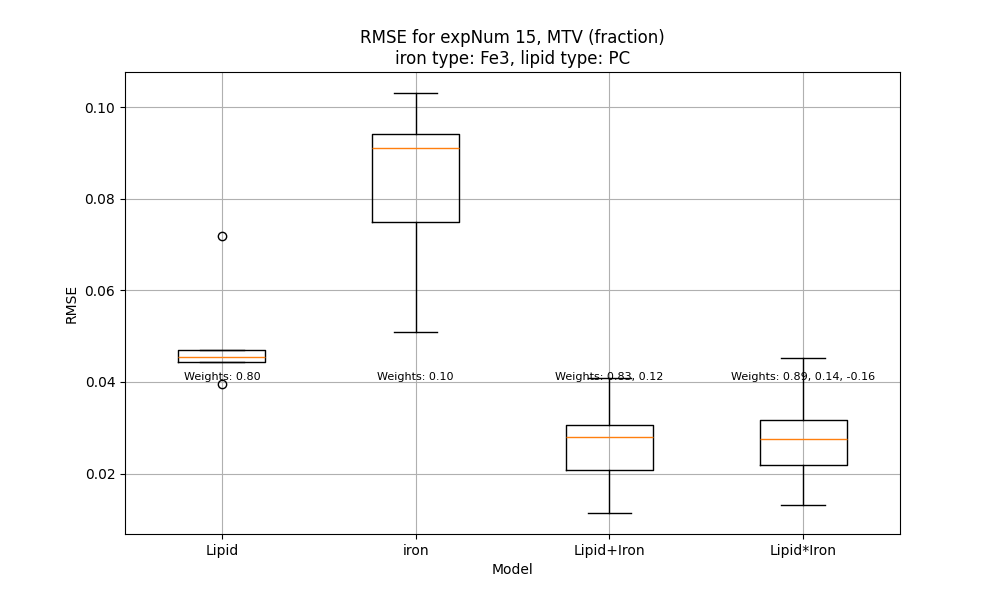 RMSE for expNum 15, MTV (fraction)
iron type: Fe3, lipid type: PC
RMSE
0.10
0.08
0.06
0.04
0.02
Weights: 0.80
Weights: 0.10
Weights: 0.83, 0.12
Weights: 0.89, 0.14, -0.16
Lipid
iron
Lipid+Iron
Lipid*Iron
Model